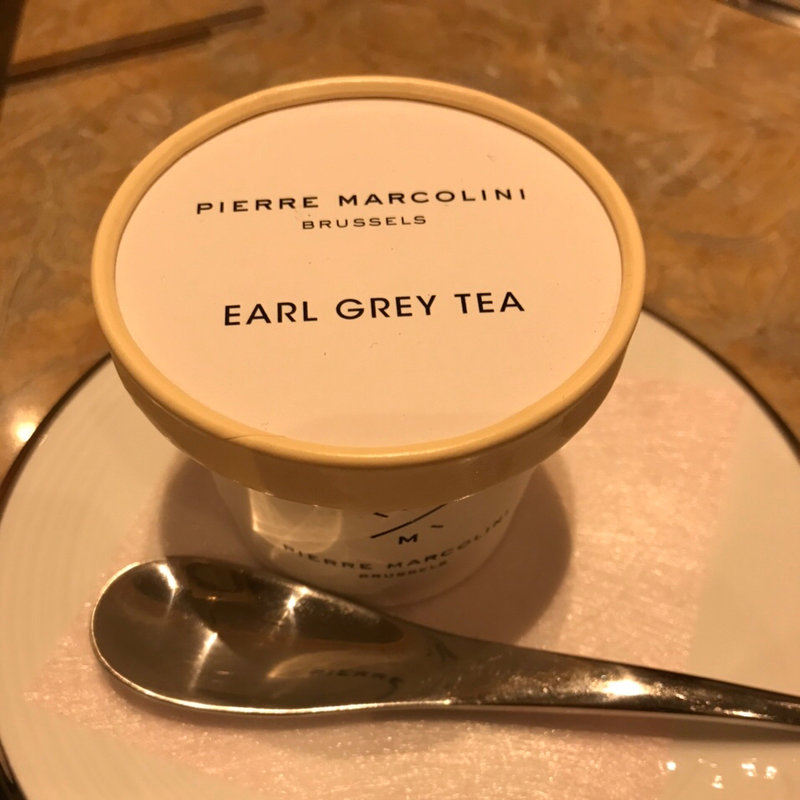 PIERRE MARCOLINI
BRUSSELS
EARL GREY TEA
M
PIERRE MARCOLINI
BRUSSELS
PIERRE